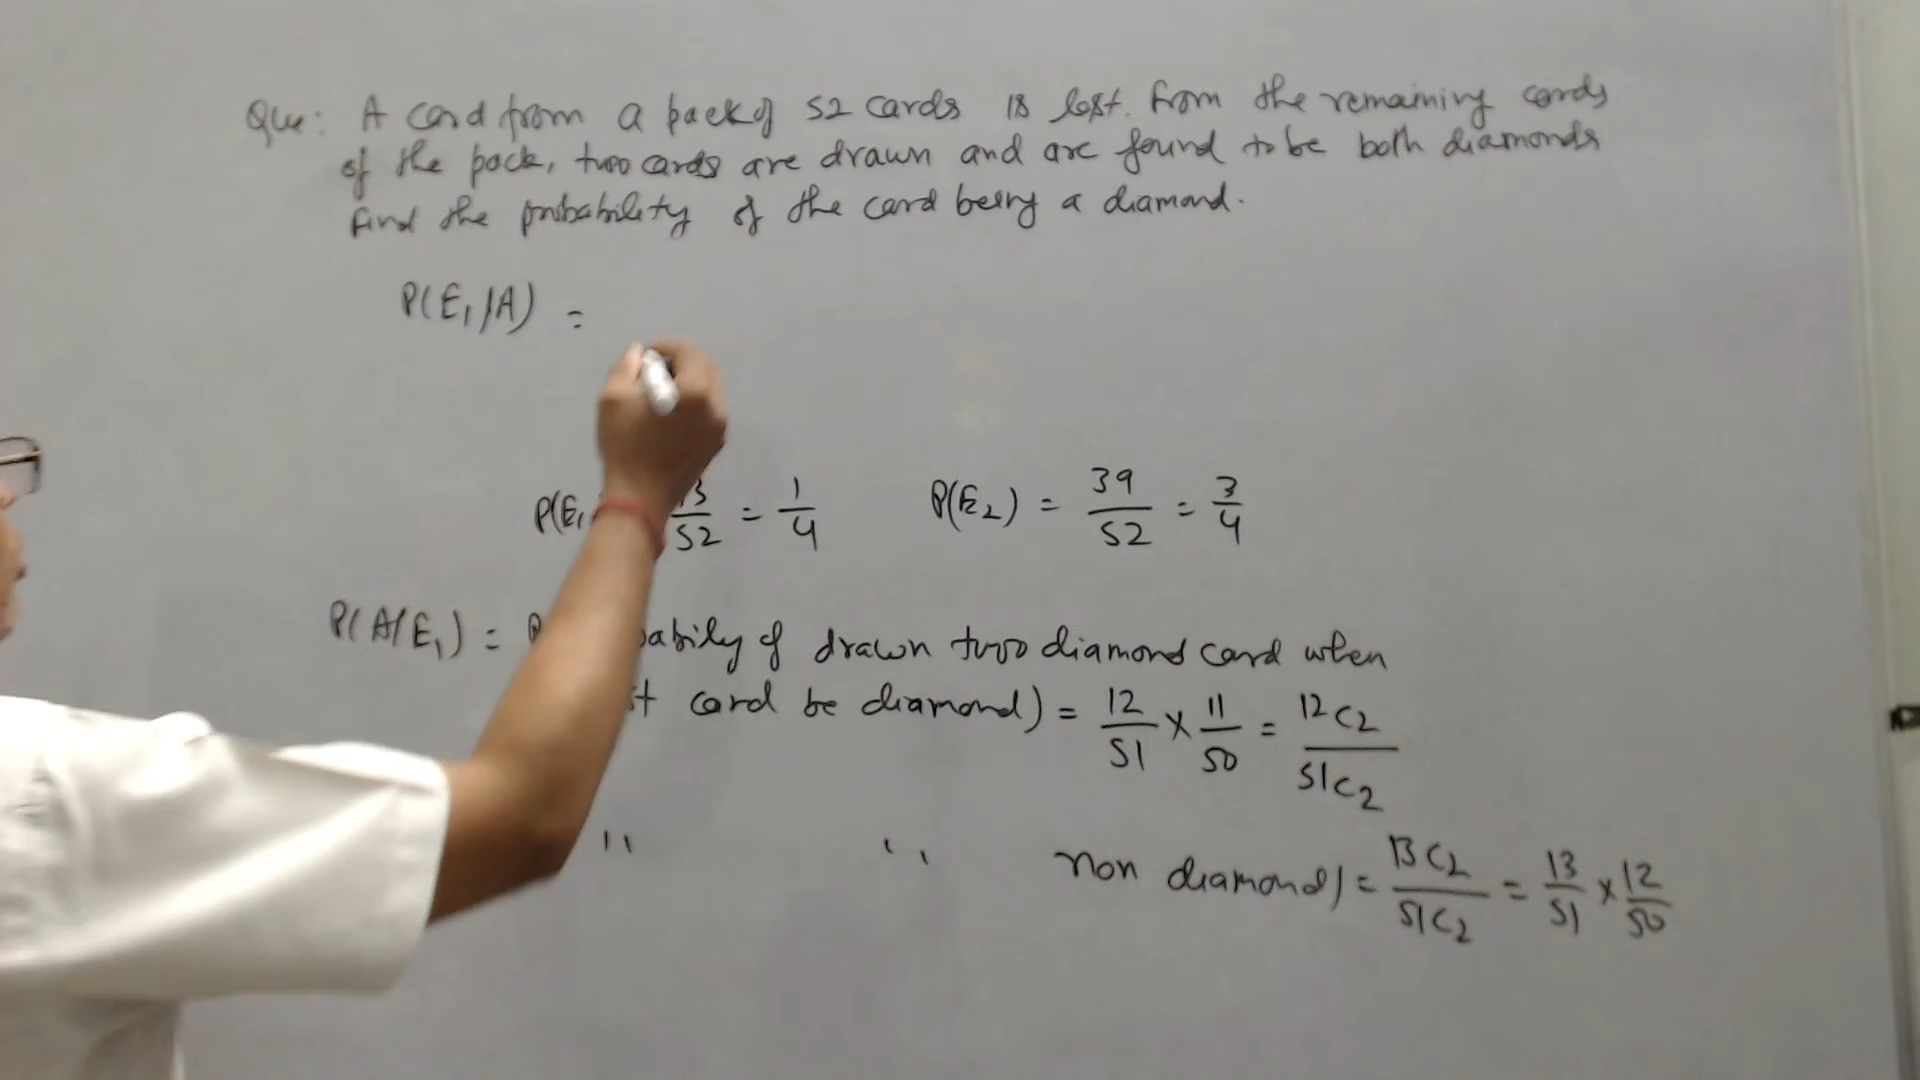 Que: A card from a pack of 52 cards is lost. From the remaining cards
of the pack, two cards are drawn and are found to be both diamonds
find the probability of the card being a diamond.
P(E₁/A) =
P(E₁ 13/52 = 1/4 P(E₂) = 39/52 = 3/4
P(A/E₁) = of drawn two diamond card when
card be diamond) = 12/51 × 11/50 = 12C2/51C2
" " non diamond) = 13C2/51C2 = 13/51 × 12/50